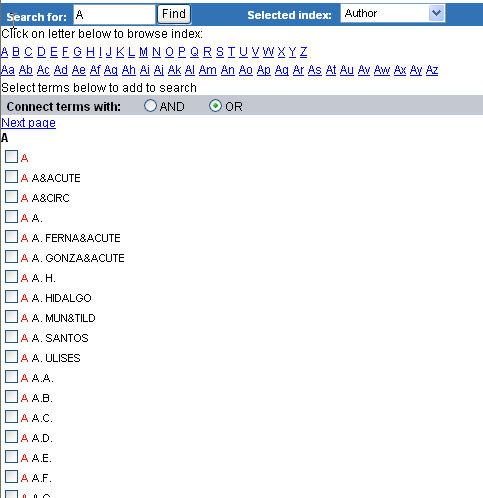 Search for: A Find Selected index: Author
Click on letter below to browse index:
A B C D E F G H I J K L M N O P Q R S T U V W X Y Z
Aa Ab Ac Ad Ae Af Ag Ah Ai Aj Ak Al Am An Ao Ap Aq Ar As At Au Av Aw Ax Ay Az
Select terms below to add to search
Connect terms with: AND OR
Next page
A
A
A A&ACUTE
A A&CIRC
A A.
A A. FERNA&ACUTE
A A. GONZA&ACUTE
A A. H.
A A. HIDALGO
A A. MUN&TILD
A A. SANTOS
A A. ULISES
A A.A.
A A.B.
A A.C.
A A.D.
A A.E.
A A.F.